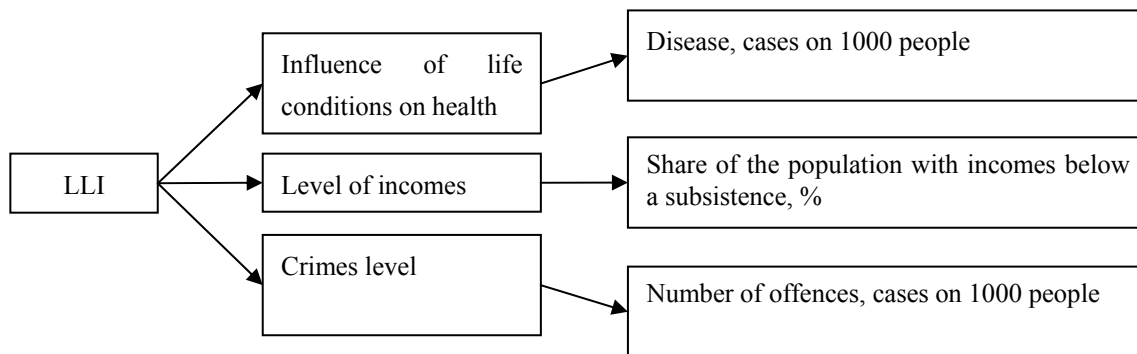 LLI
Influence of life
conditions on health
Level of incomes
Crimes level
Disease, cases on 1000 people
Share of the population with incomes below
a subsistence, %
Number of offences, cases on 1000 people